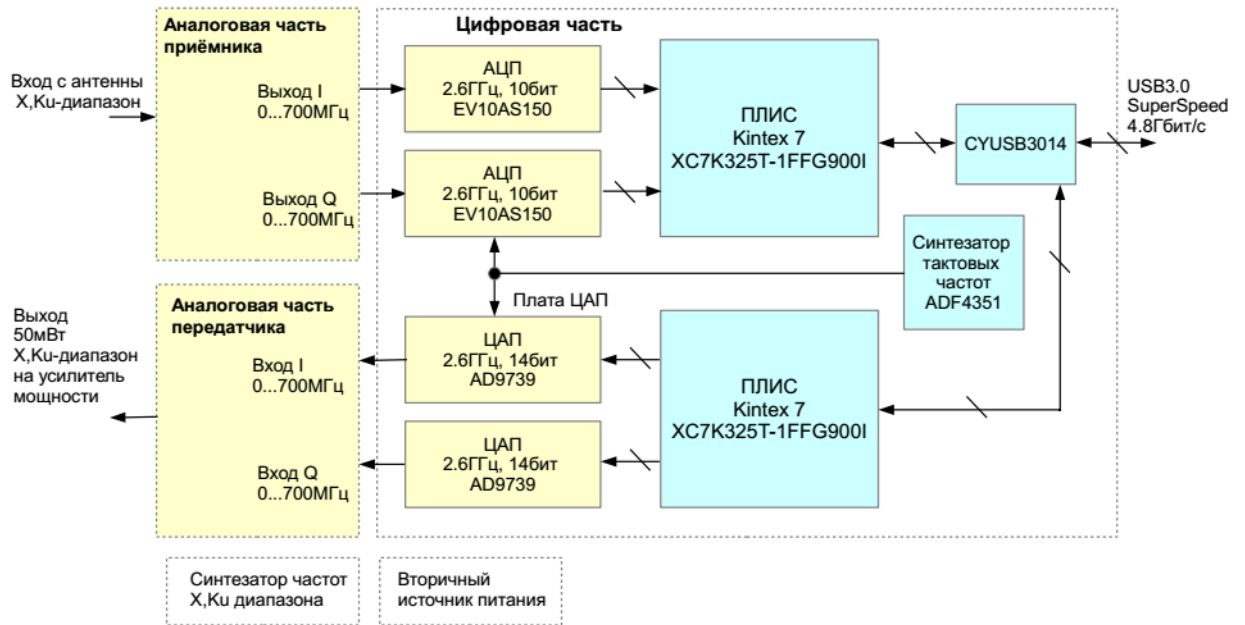 Аналоговая часть
приёмника
Цифровая часть
Вход с антенны
X,Ku-диапазон
Выход I
0...700МГц
Выход Q
0...700МГц
АЦП
2.6ГГц, 10бит
EV10AS150
АЦП
2.6ГГц, 10бит
EV10AS150
ПЛИС
Kintex 7
XC7K325T-1FFG900I
CYUSB3014
USB3.0
SuperSpeed
4.8Гбит/с
Синтезатор
тактовых
частот
ADF4351
Плата ЦАП
Аналоговая часть
передатчика
Выход
50мВт
X,Ku-диапазон
на усилитель
мощности
Вход I
0...700МГц
Вход Q
0...700МГц
ЦАП
2.6ГГц, 14бит
AD9739
ЦАП
2.6ГГц, 14бит
AD9739
ПЛИС
Kintex 7
XC7K325T-1FFG900I
Синтезатор частот
X,Ku диапазона
Вторичный
источник питания